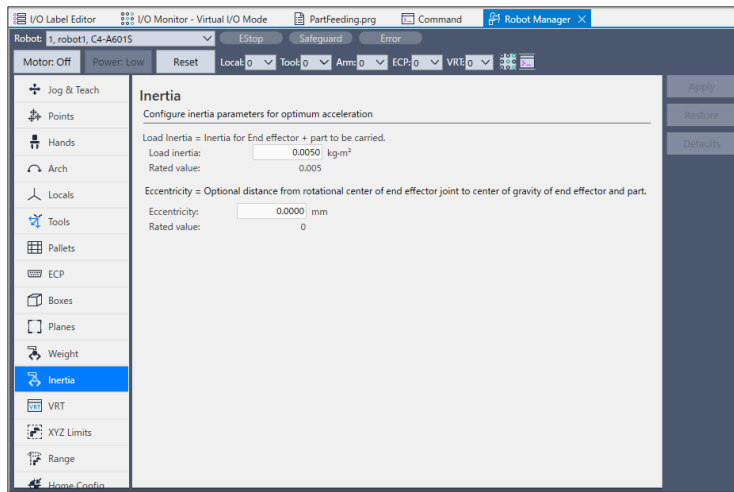 I/O Label Editor I/O Monitor - Virtual I/O Mode PartFeeding.prg Command Robot Manager
Robot: 1, robot1, C4-A601S EStop Safeguard Error
Motor: Off Power: Low Reset Local: 0 Tool: 0 Arm: 0 ECP: 0 VRT: 0
Jog & Teach
Points
Hands
Arch
Locals
Tools
Pallets
ECP
Boxes
Planes
Weight
Inertia
VRT VRT
XYZ Limits
Range
Home Config
Inertia
Configure inertia parameters for optimum acceleration
Load Inertia = Inertia for End effector + part to be carried.
Load inertia: 0.0050 kg·m²
Rated value: 0.005
Eccentricity = Optional distance from rotational center of end effector joint to center of gravity of end effector and part.
Eccentricity: 0.0000 mm
Rated value: 0
Apply
Restore
Defaults